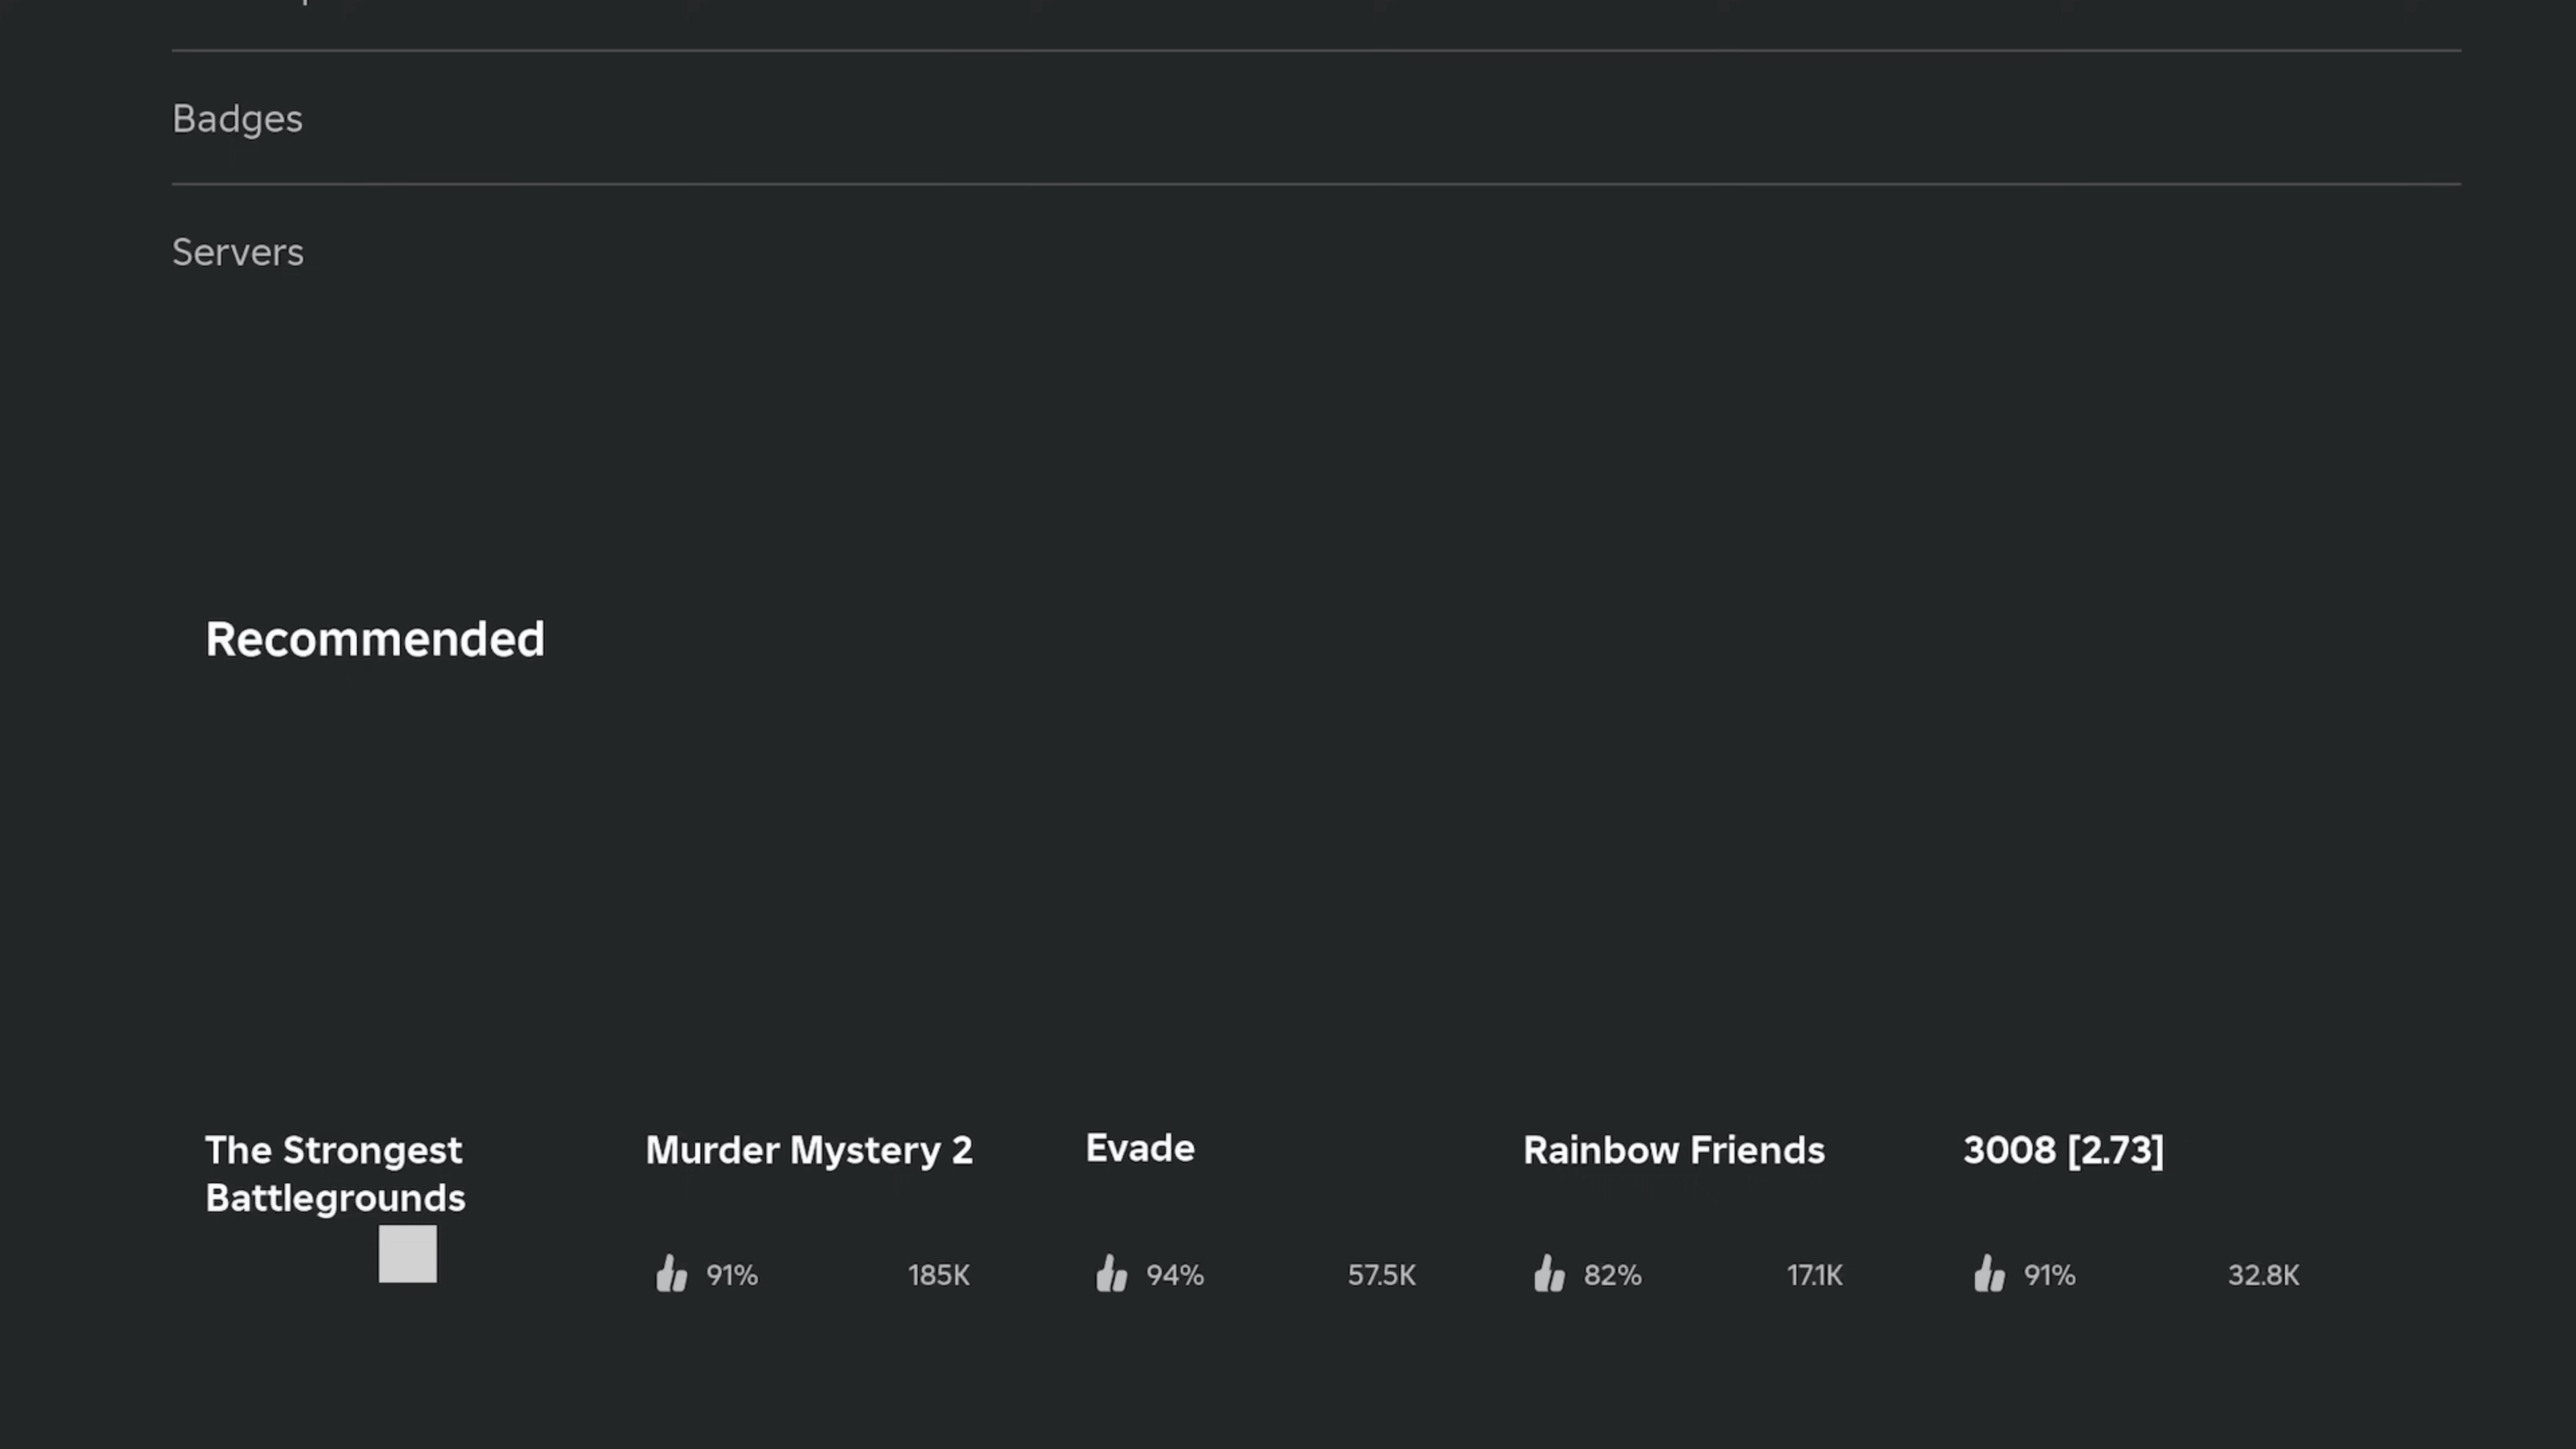 Badges
Servers
Recommended
The Strongest
Battlegrounds
Murder Mystery 2
Evade
Rainbow Friends
3008 [2.73]
91% 185K
94% 57.5K
82% 17.1K
91% 32.8K